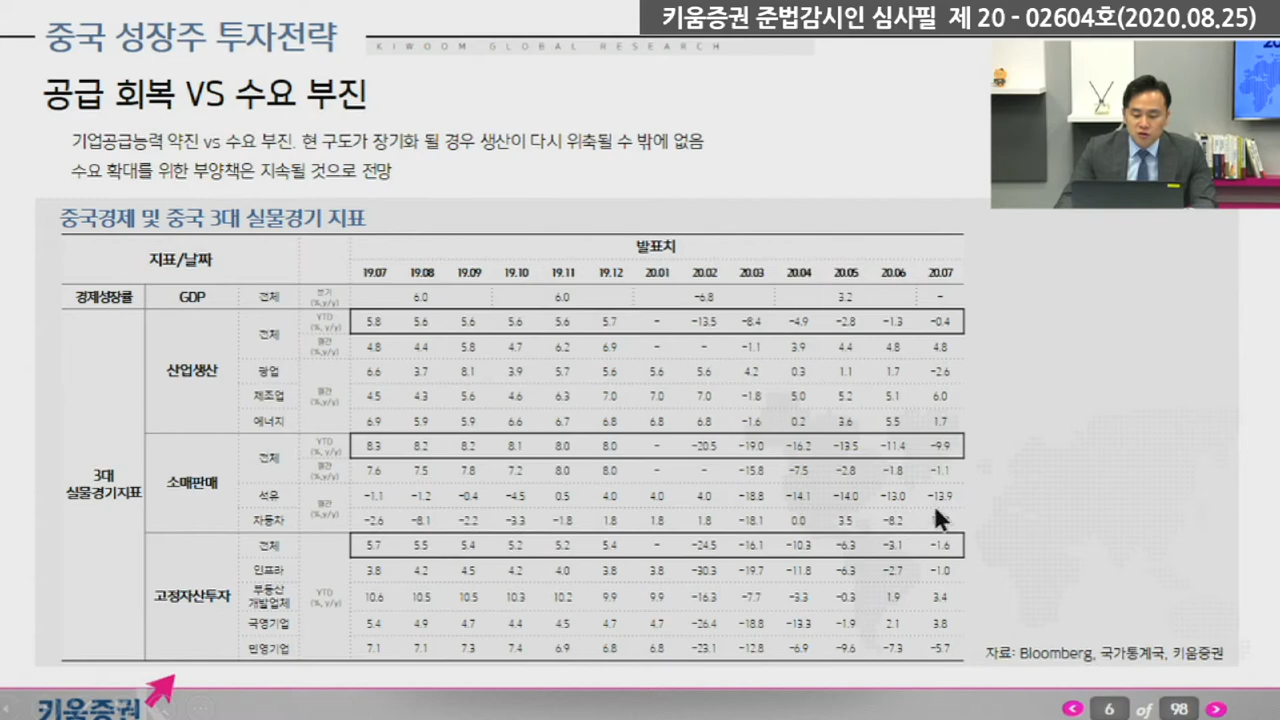 키움증권 준법감시인 심사필 제 20 - 02604호(2020.08.25)
중국 성장주 투자전략
KIWOOM GLOBAL RESEARCH
공급 회복 VS 수요 부진
기업공급능력 약진 vs 수요 부진. 현 구도가 장기화 될 경우 생산이 다시 위축될 수 밖에 없음
수요 확대를 위한 부양책은 지속될 것으로 전망
중국경제 및 중국 3대 실물경기 지표
지표/날짜 발표치
19.07 19.08 19.09 19.10 19.11 19.12 20.01 20.02 20.03 20.04 20.05 20.06 20.07
경제성장률 GDP 전체 분기 (%,y/y) 6.0 6.0 -6.8 3.2 -
3대 실물경기지표
산업생산 전체 YTD (%, y/y) 5.8 5.6 5.6 5.6 5.6 5.7 - -13.5 -8.4 -4.9 -2.8 -1.3 -0.4
월간 (%,y/y) 4.8 4.4 5.8 4.7 6.2 6.9 - - -1.1 3.9 4.4 4.8 4.8
광업 월간 (%,y/y) 6.6 3.7 8.1 3.9 5.7 5.6 5.6 5.6 4.2 0.3 1.1 1.7 -2.6
제조업 4.5 4.3 5.6 4.6 6.3 7.0 7.0 7.0 -1.8 5.0 5.2 5.1 6.0
에너지 6.9 5.9 5.9 6.6 6.7 6.8 6.8 6.8 -1.6 0.2 3.6 5.5 1.7
소매판매 전체 YTD (%, y/y) 8.3 8.2 8.2 8.1 8.0 8.0 - -20.5 -19.0 -16.2 -13.5 -11.4 -9.9
월간 (%,y/y) 7.6 7.5 7.8 7.2 8.0 8.0 - - -15.8 -7.5 -2.8 -1.8 -1.1
석유 월간 (%,y/y) -1.1 -1.2 -0.4 -4.5 0.5 4.0 4.0 4.0 -18.8 -14.1 -14.0 -13.0 -13.9
자동차 -2.6 -8.1 -2.2 -3.3 -1.8 1.8 1.8 1.8 -18.1 0.0 3.5 -8.2
고정자산투자 전체 YTD (%, y/y) 5.7 5.5 5.4 5.2 5.2 5.4 - -24.5 -16.1 -10.3 -6.3 -3.1 -1.6
인프라 3.8 4.2 4.5 4.2 4.0 3.8 3.8 -30.3 -19.7 -11.8 -6.3 -2.7 -1.0
부동산 개발업체 10.6 10.5 10.5 10.3 10.2 9.9 9.9 -16.3 -7.7 -3.3 -0.3 1.9 3.4
국영기업 5.4 4.9 4.7 4.4 4.5 4.7 4.7 -26.4 -18.8 -13.3 -1.9 2.1 3.8
민영기업 7.1 7.1 7.3 7.4 6.9 6.8 6.8 -23.1 -12.8 -6.9 -9.6 -7.3 -5.7
자료: Bloomberg, 국가통계국, 키움증권
키움증권
6 of 98